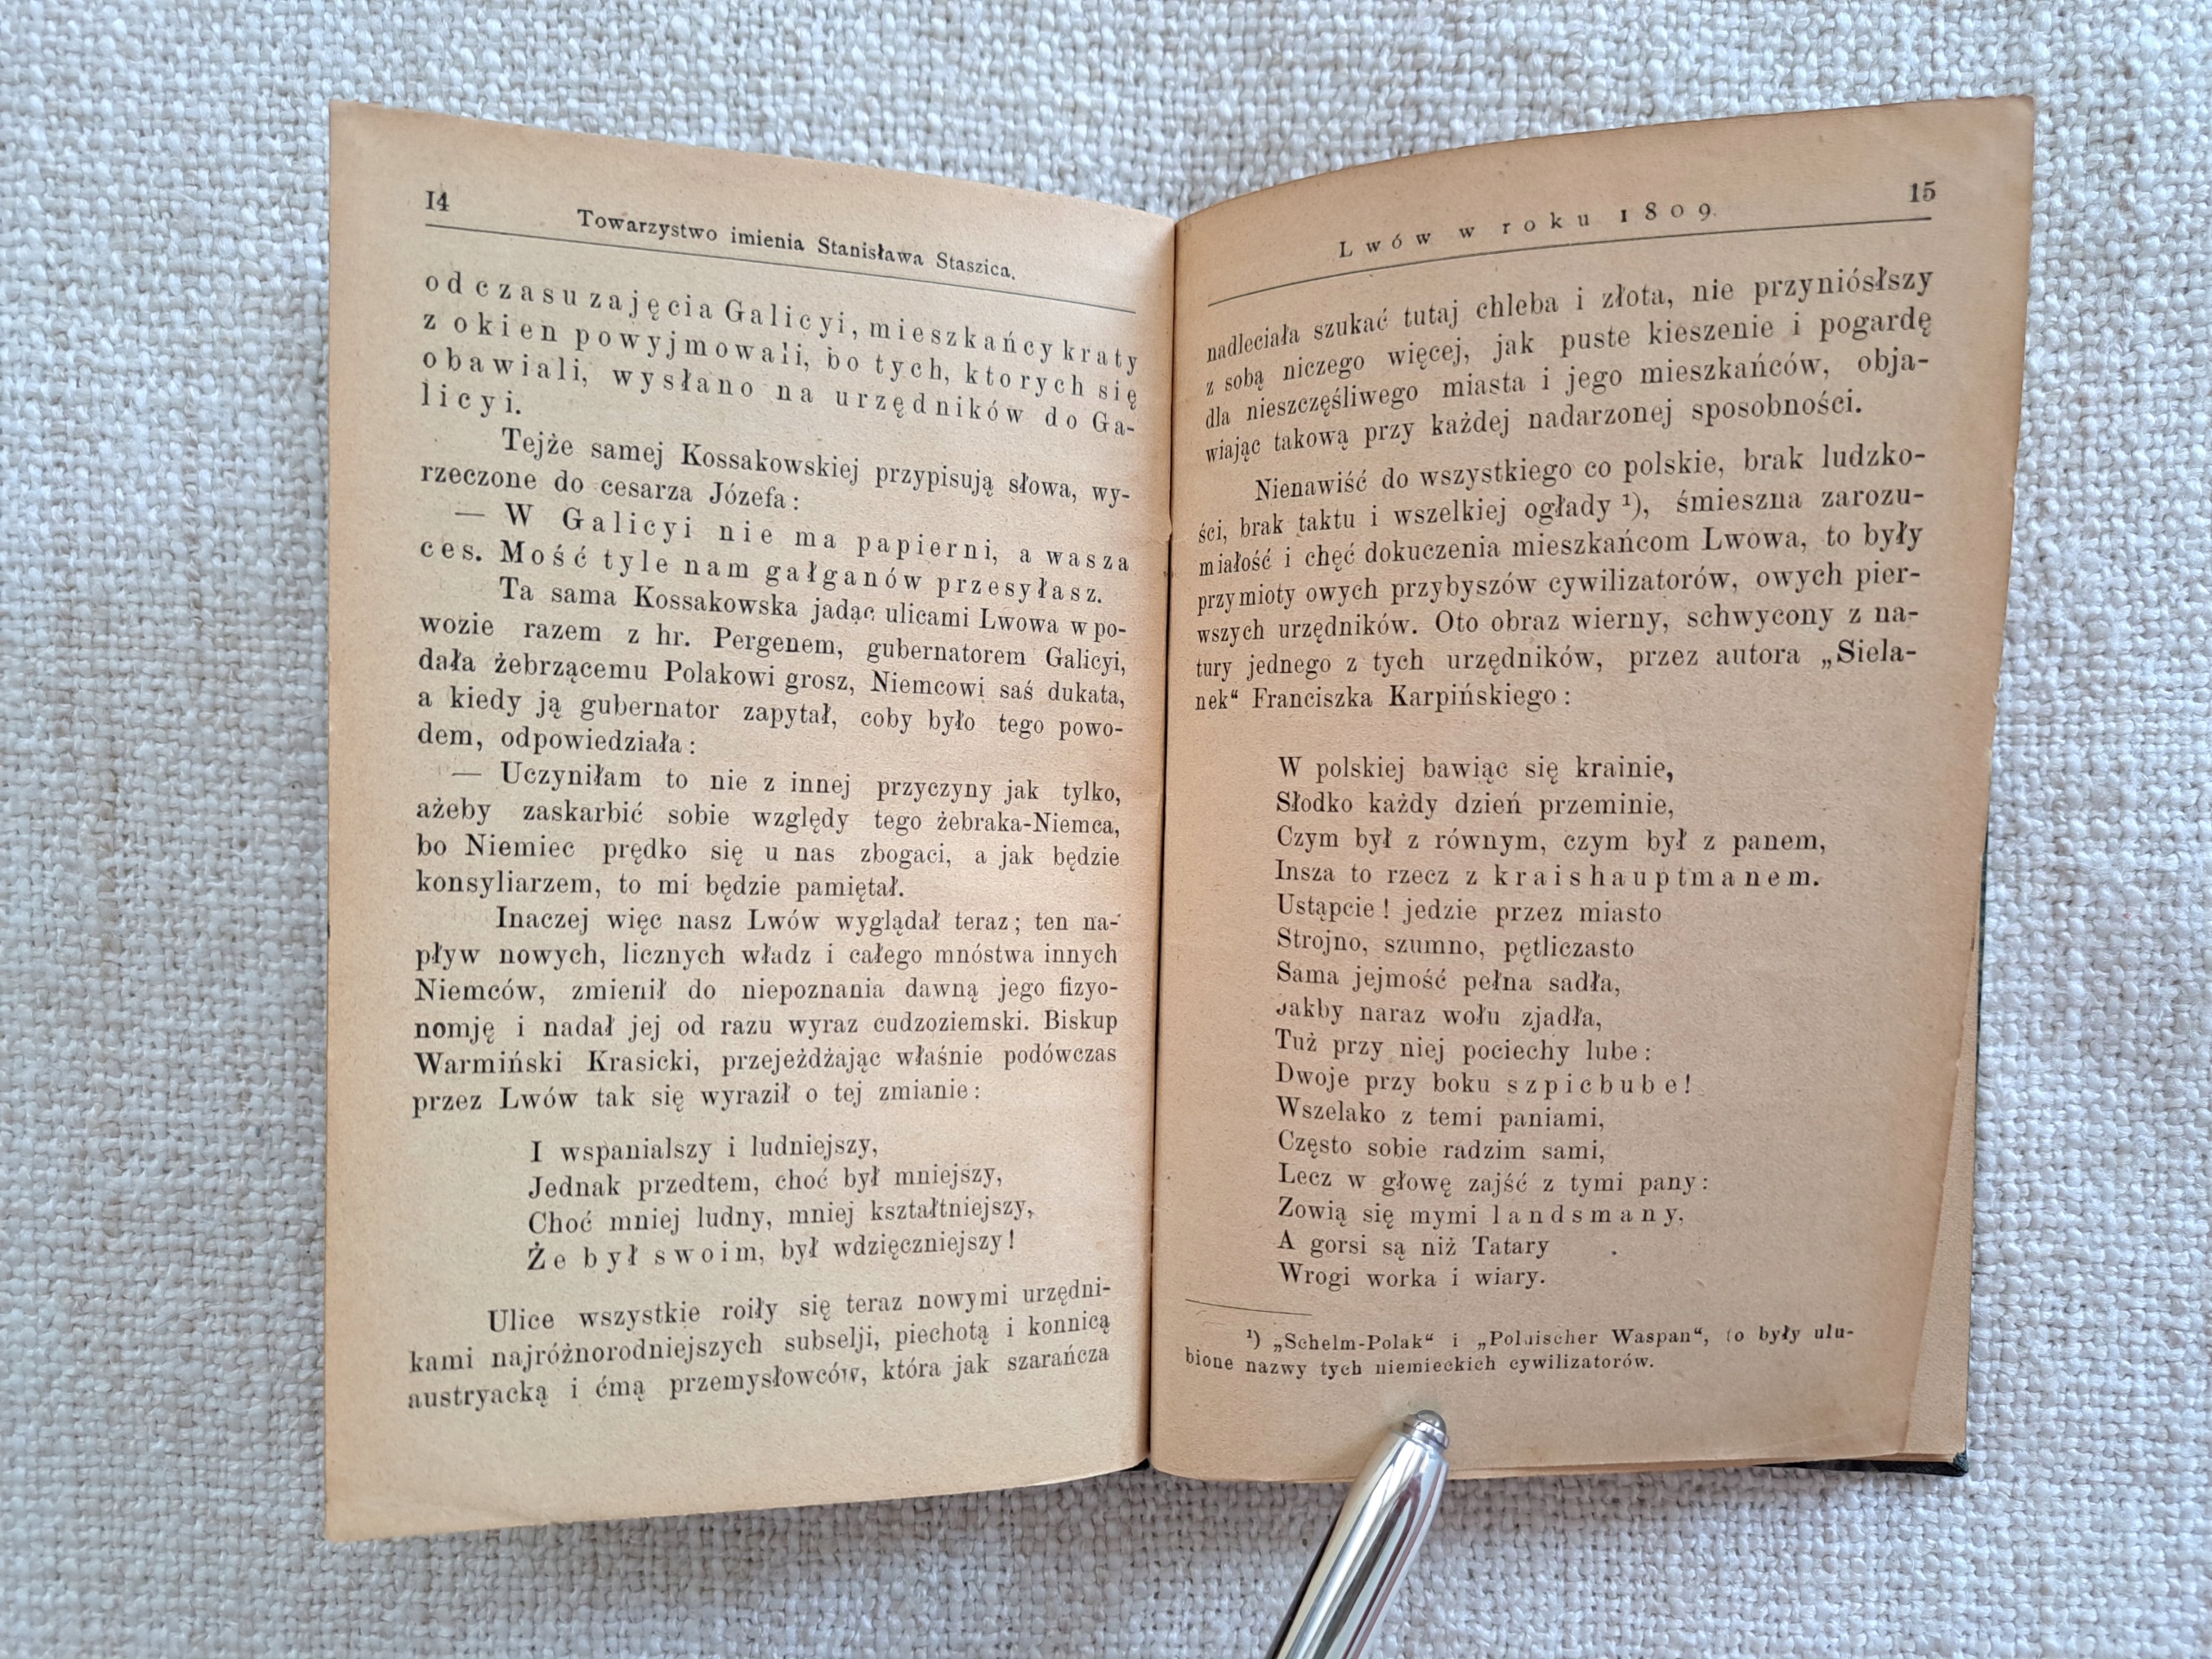 14
Towarzystwo imienia Stanisława Staszica.
od czasu zajęcia Galicyi, mieszkańcy kraty
z okien powyjmowali, bo tych, ktorych się
obawiali, wysłano na urzędników do Ga-
licyi.
Tejże samej Kossakowskiej przypisują słowa, wy-
rzeczone do cesarza Józefa:
— W Galicyi nie ma papierni, a wasza
ces. Mość tyle nam gałganów przesyłasz.
Ta sama Kossakowska jadąc ulicami Lwowa w po-
wozie razem z hr. Pergenem, gubernatorem Galicyi,
dała żebrzącemu Polakowi grosz, Niemcowi saś dukata,
a kiedy ją gubernator zapytał, coby było tego powo-
dem, odpowiedziała:
— Uczyniłam to nie z innej przyczyny jak tylko,
ażeby zaskarbić sobie względy tego żebraka-Niemca,
bo Niemiec prędko się u nas zbogaci, a jak będzie
konsyliarzem, to mi będzie pamiętał.
Inaczej więc nasz Lwów wyglądał teraz; ten na-
pływ nowych, licznych władz i całego mnóstwa innych
Niemców, zmienił do niepoznania dawną jego fizyo-
nomję i nadał jej od razu wyraz cudzoziemski. Biskup
Warmiński Krasicki, przejeżdżając właśnie podówczas
przez Lwów tak się wyraził o tej zmianie:
I wspanialszy i ludniejszy,
Jednak przedtem, choć był mniejszy,
Choć mniej ludny, mniej kształtniejszy,
Że był swoim, był wdzięczniejszy!
Ulice wszystkie roiły się teraz nowymi urzędni-
kami najróżnorodniejszych subselji, piechotą i konnicą
austryacką i ćmą przemysłowców, która jak szarańcza
15
Lwów w roku 1809.
nadleciała szukać tutaj chleba i złota, nie przyniósłszy
z sobą niczego więcej, jak puste kieszenie i pogardę
dla nieszczęśliwego miasta i jego mieszkańców, obja-
wiając takową przy każdej nadarzonej sposobności.
Nienawiść do wszystkiego co polskie, brak ludzko-
ści, brak taktu i wszelkiej ogłady ¹), śmieszna zarozu-
miałość i chęć dokuczenia mieszkańcom Lwowa, to były
przymioty owych przybyszów cywilizatorów, owych pier-
wszych urzędników. Oto obraz wierny, schwycony z na-
tury jednego z tych urzędników, przez autora „Siela-
nek“ Franciszka Karpińskiego:
W polskiej bawiąc się krainie,
Słodko każdy dzień przeminie,
Czym był z równym, czym był z panem,
Insza to rzecz z kraishauptmanem.
Ustąpcie! jedzie przez miasto
Strojno, szumno, pętliczasto
Sama jejmość pełna sadła,
Jakby naraz wołu zjadła,
Tuż przy niej pociechy lube:
Dwoje przy boku szpicbube!
Wszelako z temi paniami,
Często sobie radzim sami,
Lecz w głowę zajść z tymi pany:
Zowią się mymi landsmany,
A gorsi są niż Tatary
Wrogi worka i wiary.
¹) „Schelm-Polak“ i „Polnischer Waspan“, to były ulu-
bione nazwy tych niemieckich cywilizatorów.